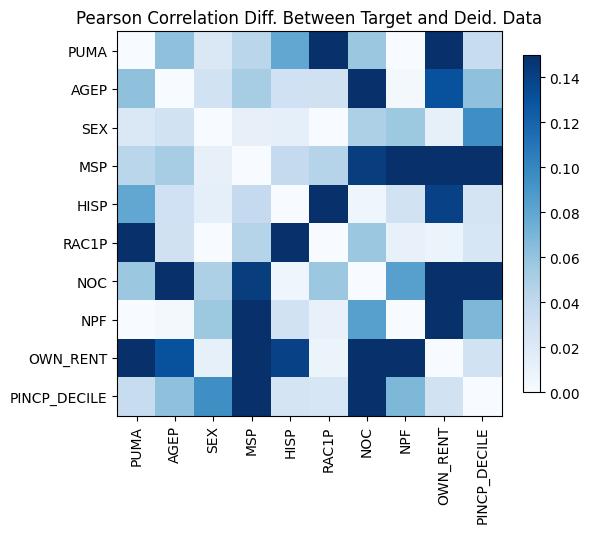 Pearson Correlation Diff. Between Target and Deid. Data
PUMA
AGEP
SEX
MSP
HISP
RAC1P
NOC
NPF
OWN_RENT
PINCP_DECILE
PUMA
AGEP
SEX
MSP
HISP
RAC1P
NOC
NPF
OWN_RENT
PINCP_DECILE
0.14
0.12
0.10
0.08
0.06
0.04
0.02
0.00